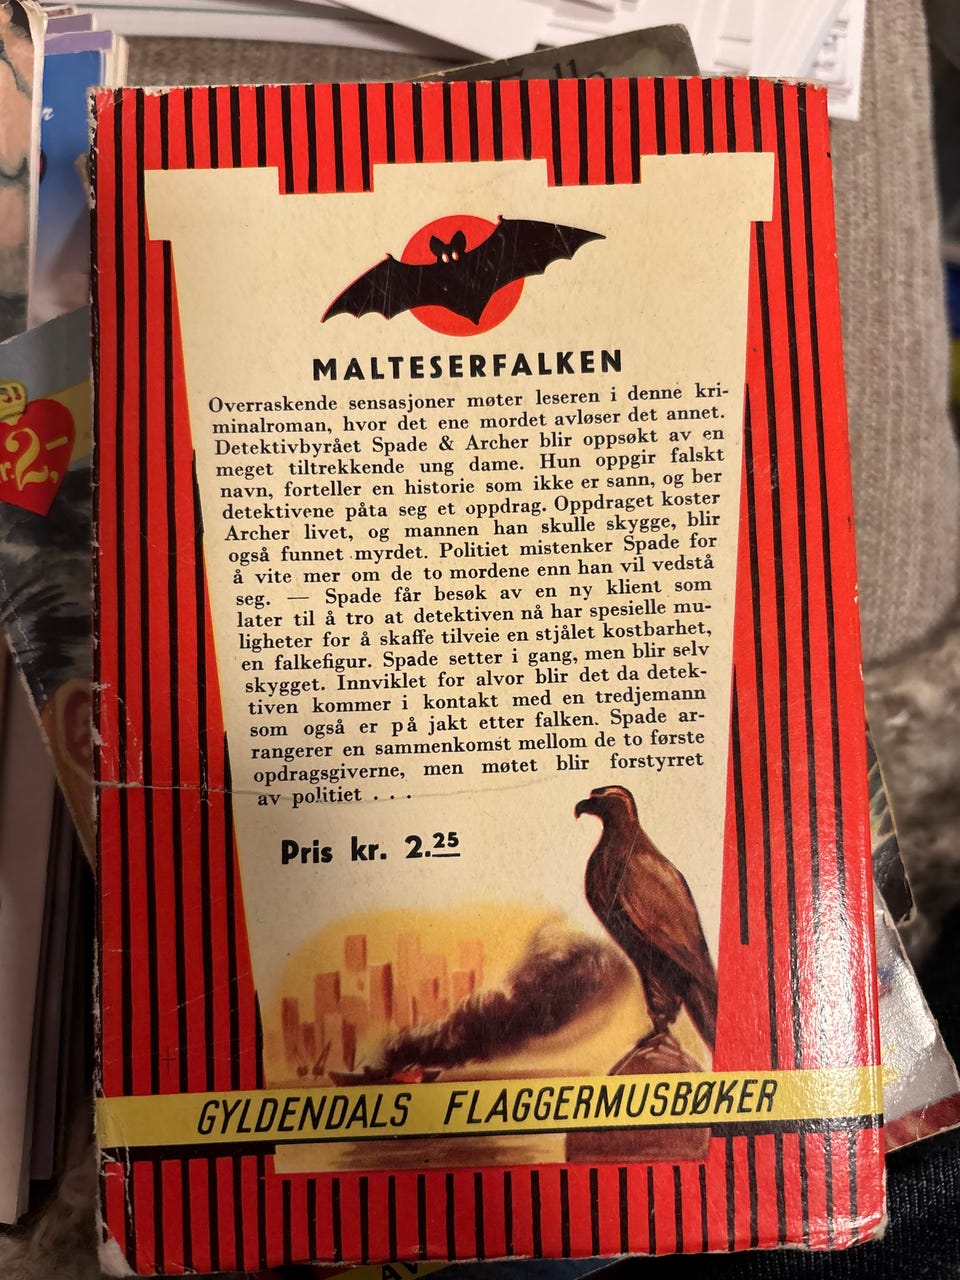 MALTESERFALKEN
Overraskende sensasjoner møter leseren i denne kri-
minalroman, hvor det ene mordet avløser det annet.
Detektivbyrået Spade & Archer blir oppsøkt av en
meget tiltrekkende ung dame. Hun oppgir falskt
navn, forteller en historie som ikke er sann, og ber
detektivene påta seg et oppdrag. Oppdraget koster
Archer livet, og mannen han skulle skygge, blir
også funnet myrdet. Politiet mistenker Spade for
å vite mer om de to mordene enn han vil vedstå
seg. — Spade får besøk av en ny klient som
later til å tro at detektiven nå har spesielle mu-
ligheter for å skaffe tilveie en stjålet kostbarhet,
en falkefigur. Spade setter i gang, men blir selv
skygget. Innviklet for alvor blir det da detek-
tiven kommer i kontakt med en tredjemann
som også er på jakt etter falken. Spade ar-
rangerer en sammenkomst mellom de to første
opdragsgiverne, men møtet blir forstyrret
av politiet . . .
Pris kr. 2.25
GYLDENDALS FLAGGERMUSBØKER
kr. 2,-